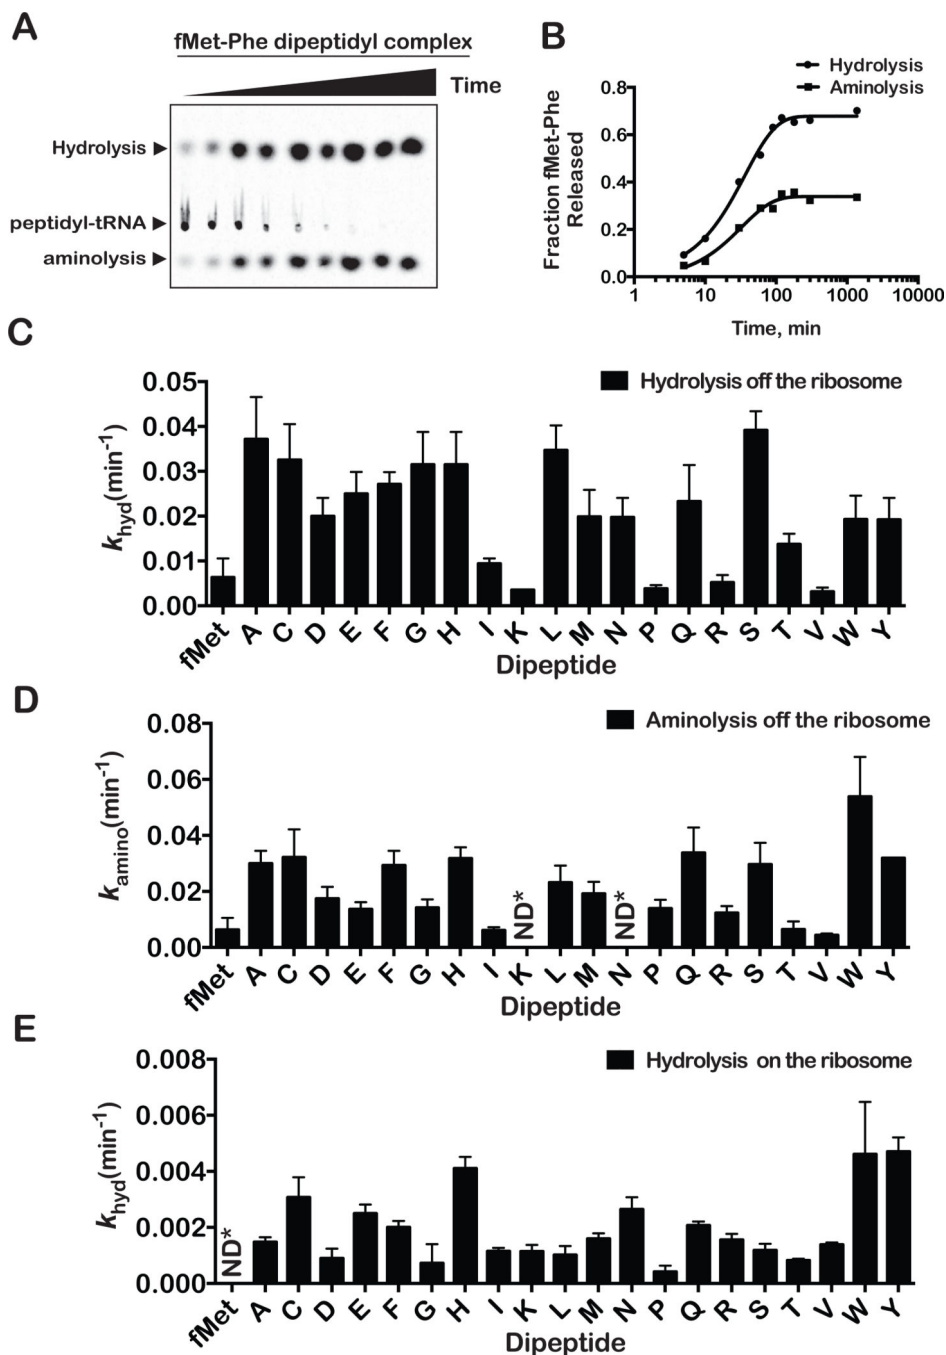 A
fMet-Phe dipeptidyl complex
Time
Hydrolysis
peptidyl-tRNA
aminolysis
B
Hydrolysis
Aminolysis
Fraction fMet-Phe
Released
0.8
0.6
0.4
0.2
0.0
1 10 100 1000 10000
Time, min
C
Hydrolysis off the ribosome
khyd(min-1)
0.05
0.04
0.03
0.02
0.01
0.00
fMet A C D E F G H I K L M N P Q R S T V W Y
Dipeptide
D
Aminolysis off the ribosome
kamino(min-1)
0.08
0.06
0.04
0.02
0.00
ND* ND*
fMet A C D E F G H I K L M N P Q R S T V W Y
Dipeptide
E
Hydrolysis on the ribosome
khyd(min-1)
0.008
0.006
0.004
0.002
0.000
ND*
fMet A C D E F G H I K L M N P Q R S T V W Y
Dipeptide